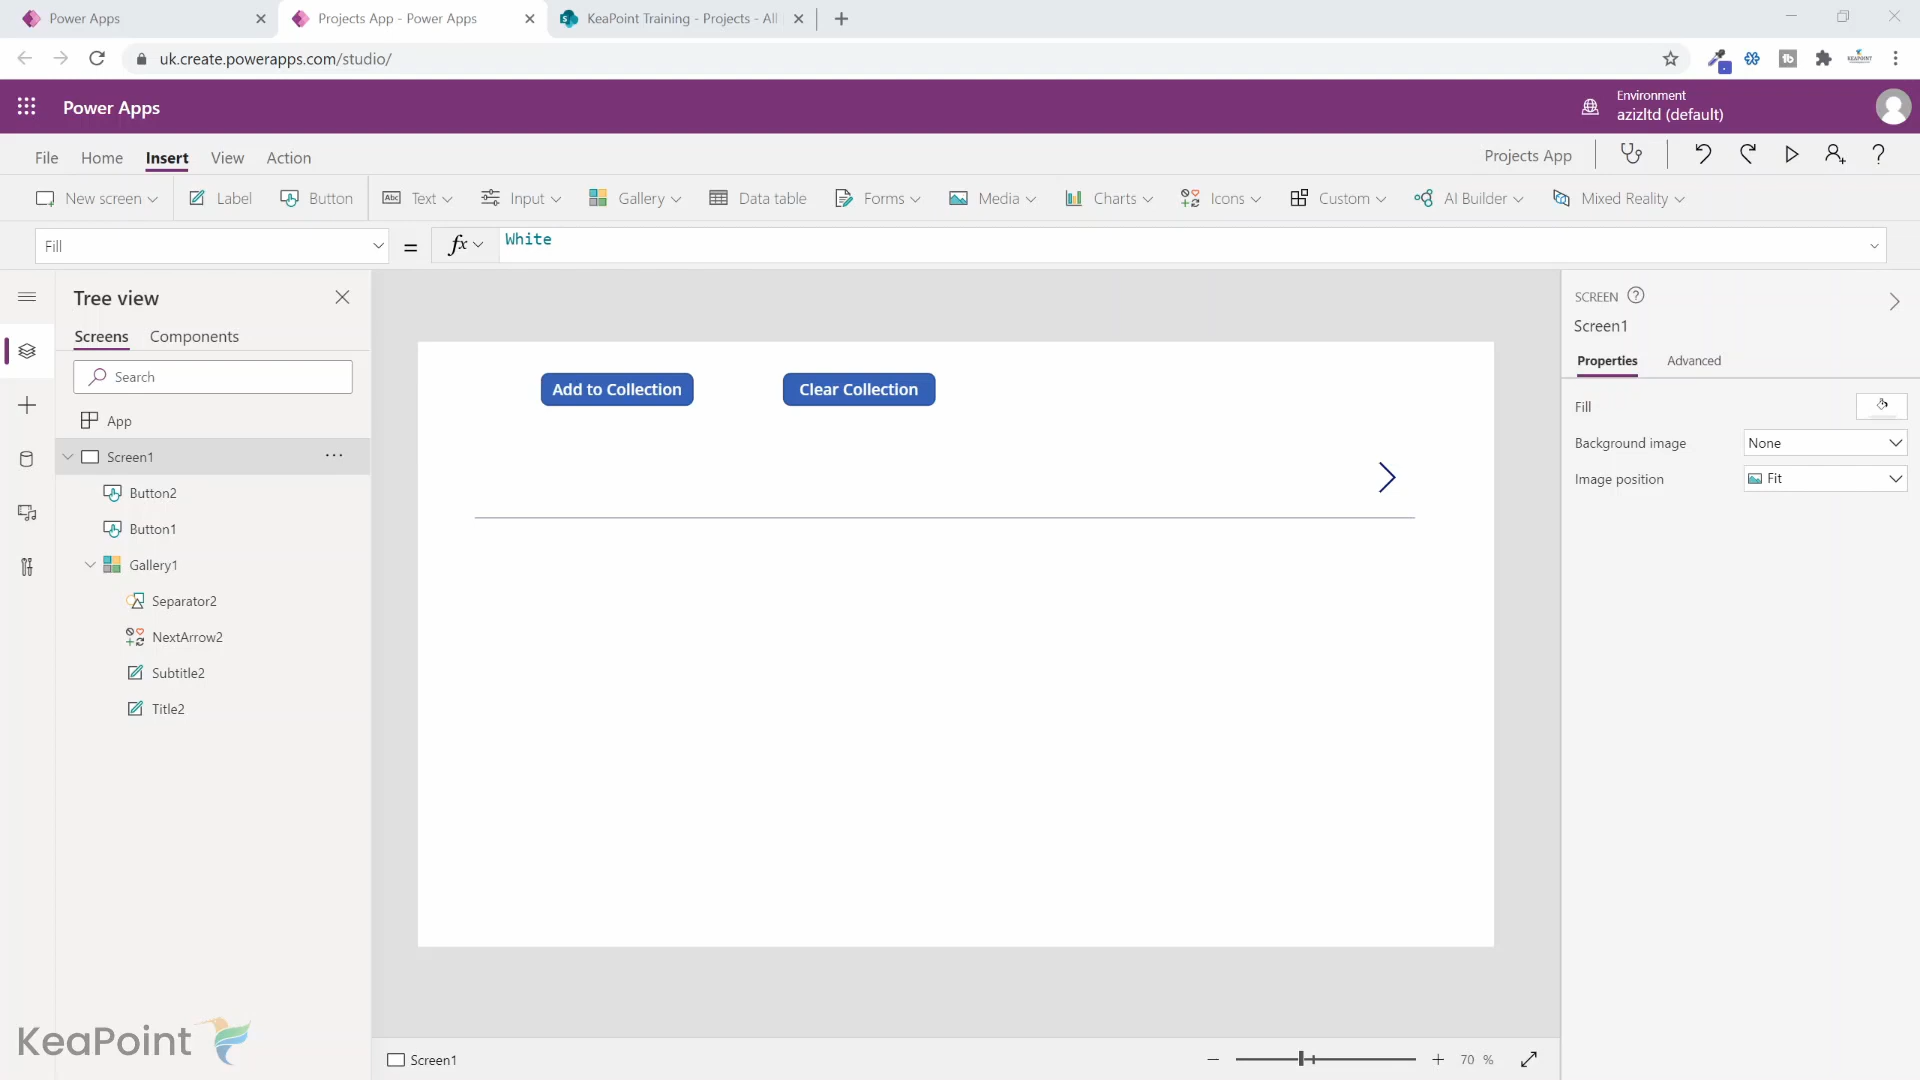 Power Apps
Projects App - Power Apps
KeaPoint Training - Projects - All
uk.create.powerapps.com/studio/
Power Apps
Environment
azizltd (default)
File Home Insert View Action
Projects App
New screen Label Button Text Input Gallery Data table Forms Media Charts Icons Custom AI Builder Mixed Reality
Fill = fx White
Tree view
Screens Components
Search
App
Screen1
Button2
Button1
Gallery1
Separator2
NextArrow2
Subtitle2
Title2
Add to Collection Clear Collection
SCREEN
Screen1
Properties Advanced
Fill
Background image None
Image position Fit
KeaPoint
Screen1
70 %